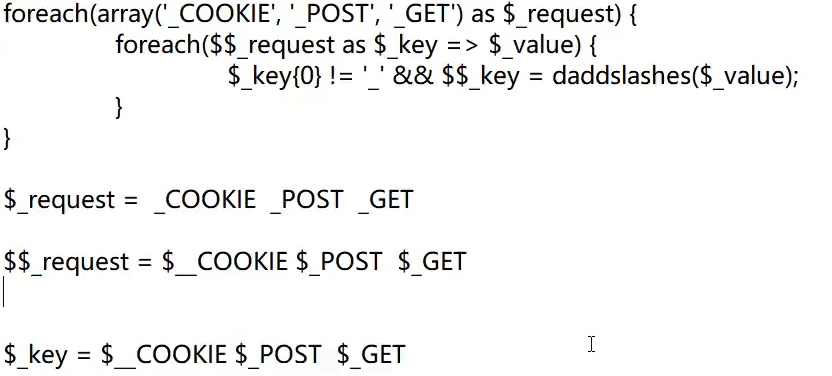 foreach(array('_COOKIE', '_POST', '_GET') as $_request) {
foreach($$_request as $_key => $_value) {
$_key{0} != '_' && $$_key = daddslashes($_value);
}
}
$_request = _COOKIE _POST _GET
$$_request = $__COOKIE $_POST $_GET
$_key = $__COOKIE $_POST $_GET